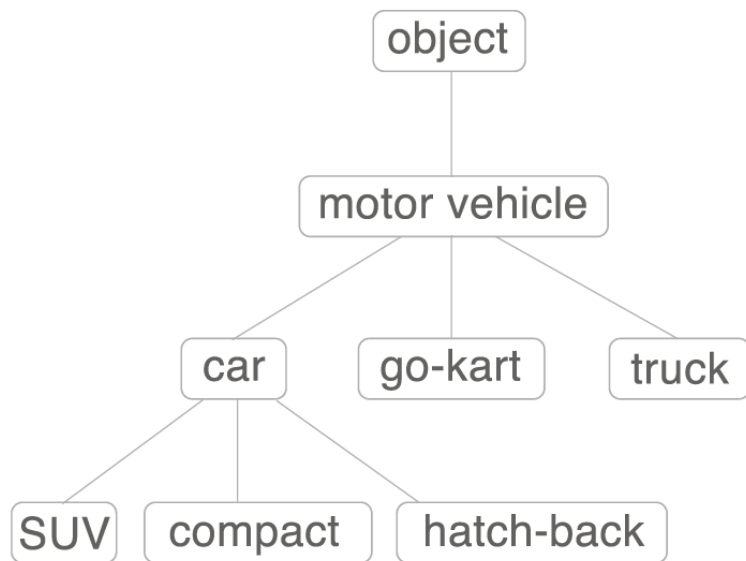 object
motor vehicle
car
go-kart
truck
SUV
compact
hatch-back